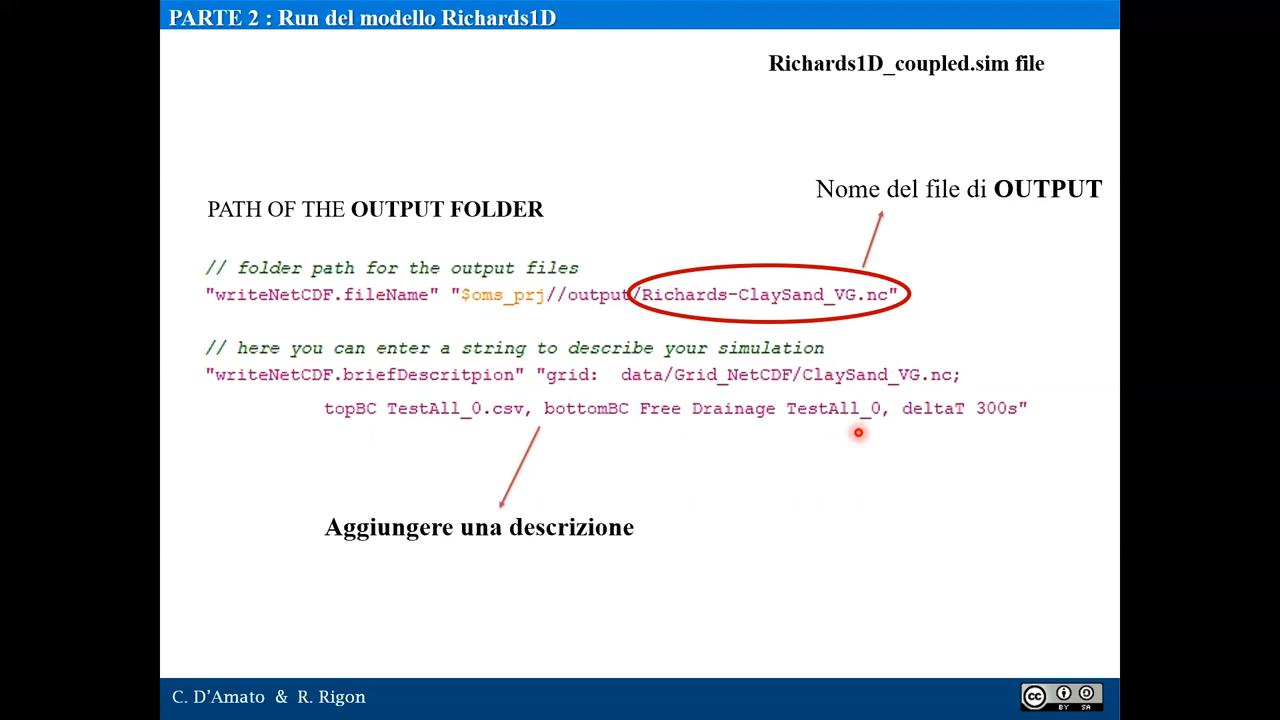 PARTE 2 : Run del modello Richards1D
Richards1D_coupled.sim file
Nome del file di OUTPUT
PATH OF THE OUTPUT FOLDER
// folder path for the output files
"writeNetCDF.fileName" "$oms_prj//output/Richards-ClaySand_VG.nc"
// here you can enter a string to describe your simulation
"writeNetCDF.briefDescritpion" "grid: data/Grid_NetCDF/ClaySand_VG.nc;
topBC TestAll_0.csv, bottomBC Free Drainage TestAll_0, deltaT 300s"
Aggiungere una descrizione
C. D'Amato & R. Rigon
cc BY SA